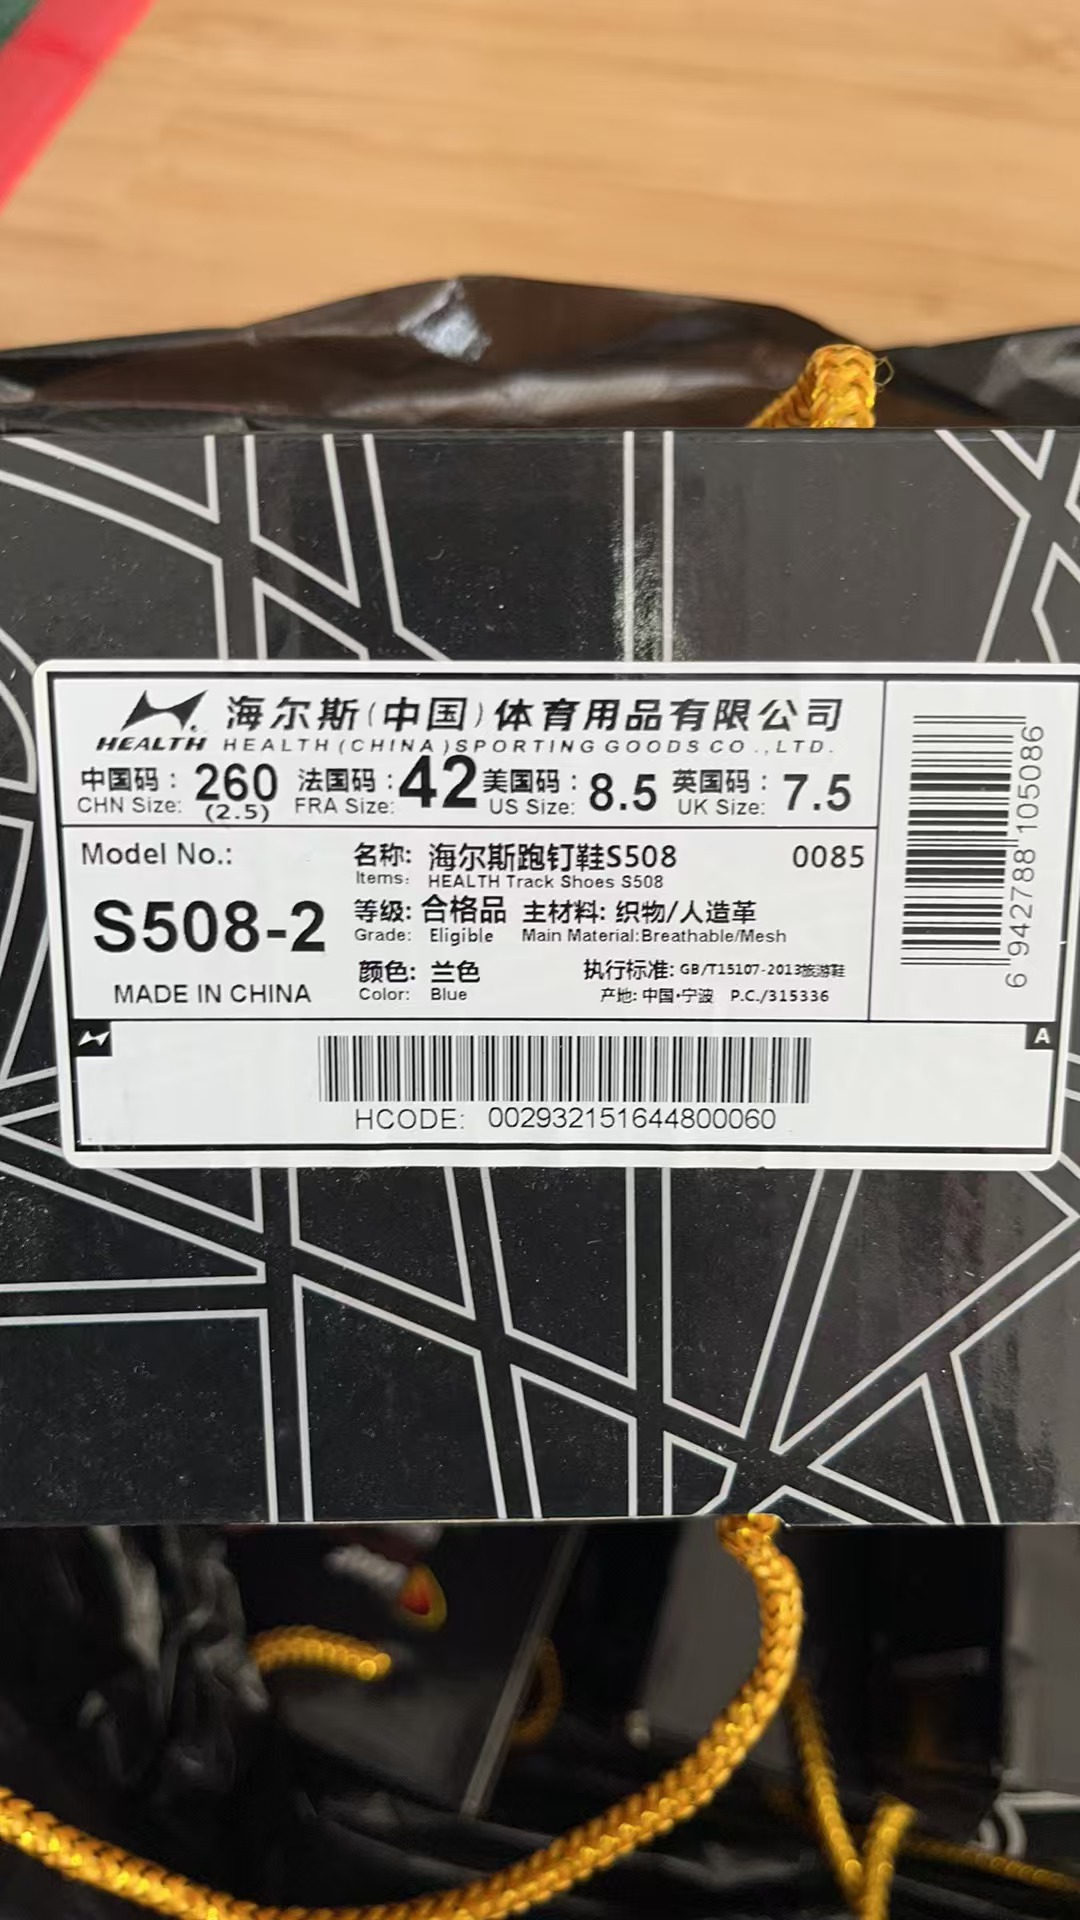 海尔斯(中国)体育用品有限公司
HEALTH HEALTH(CHINA)SPORTING GOODS CO.,LTD.
中国码: 260 法国码: 42 美国码: 8.5 英国码: 7.5
CHN Size: (2.5) FRA Size: US Size: UK Size:
Model No.: 名称: 海尔斯跑钉鞋S508 0085
Items: HEALTH Track Shoes S508
S508-2 等级: 合格品 主材料: 织物/人造革
Grade: Eligible Main Material:Breathable/Mesh
颜色: 兰色 执行标准: GB/T15107-2013旅游鞋
MADE IN CHINA Color: Blue 产地: 中国•宁波 P.C./315336
6 942788 105086
A
HCODE: 002932151644800060